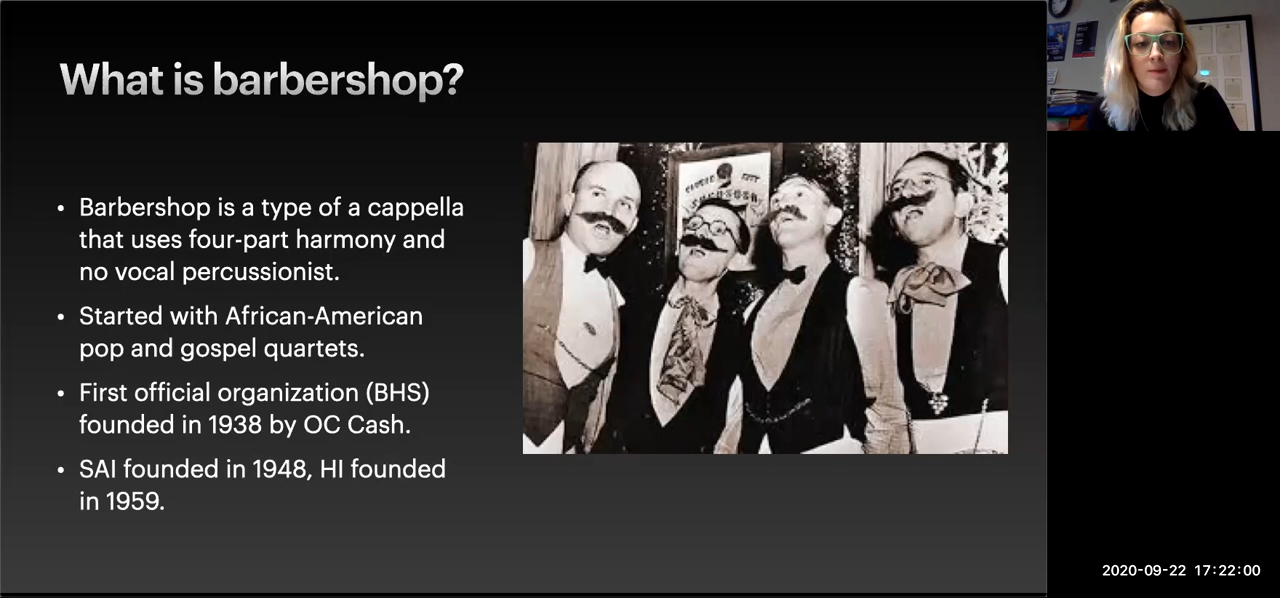 What is barbershop?
• Barbershop is a type of a cappella
that uses four-part harmony and
no vocal percussionist.
• Started with African-American
pop and gospel quartets.
• First official organization (BHS)
founded in 1938 by OC Cash.
• SAI founded in 1948, HI founded
in 1959.
2020-09-22 17:22:00